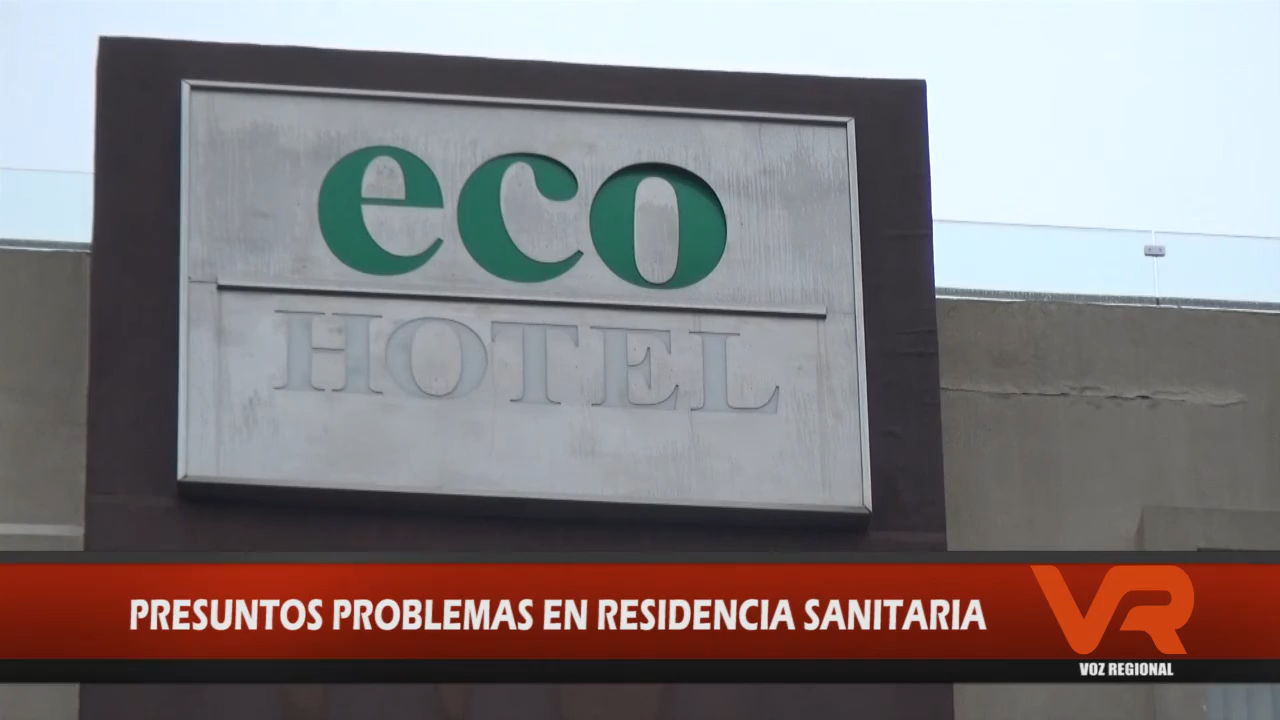 eco
HOTEL
PRESUNTOS PROBLEMAS EN RESIDENCIA SANITARIA
VR
VOZ REGIONAL